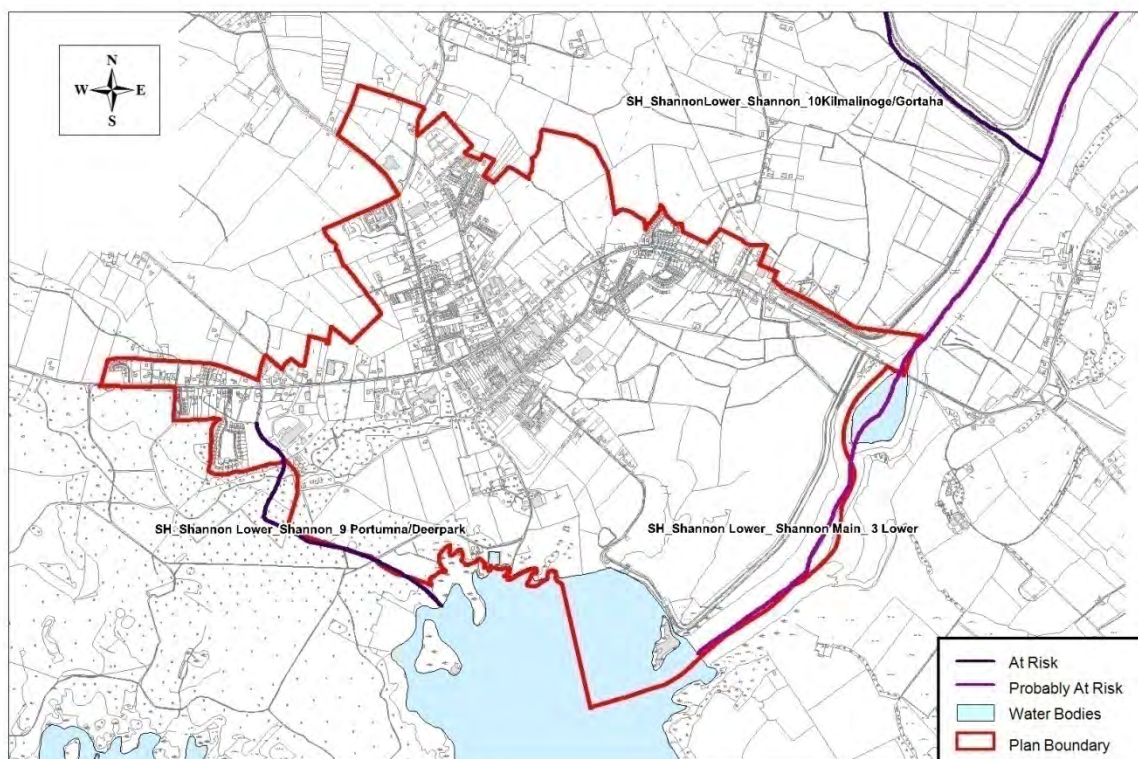 N
W E
S
SH_ShannonLower_Shannon_10Kilmalinoge/Gortaha
SH_Shannon Lower_Shannon_9 Portumna/Deerpark
SH_Shannon Lower_ Shannon Main_ 3 Lower
At Risk
Probably At Risk
Water Bodies
Plan Boundary